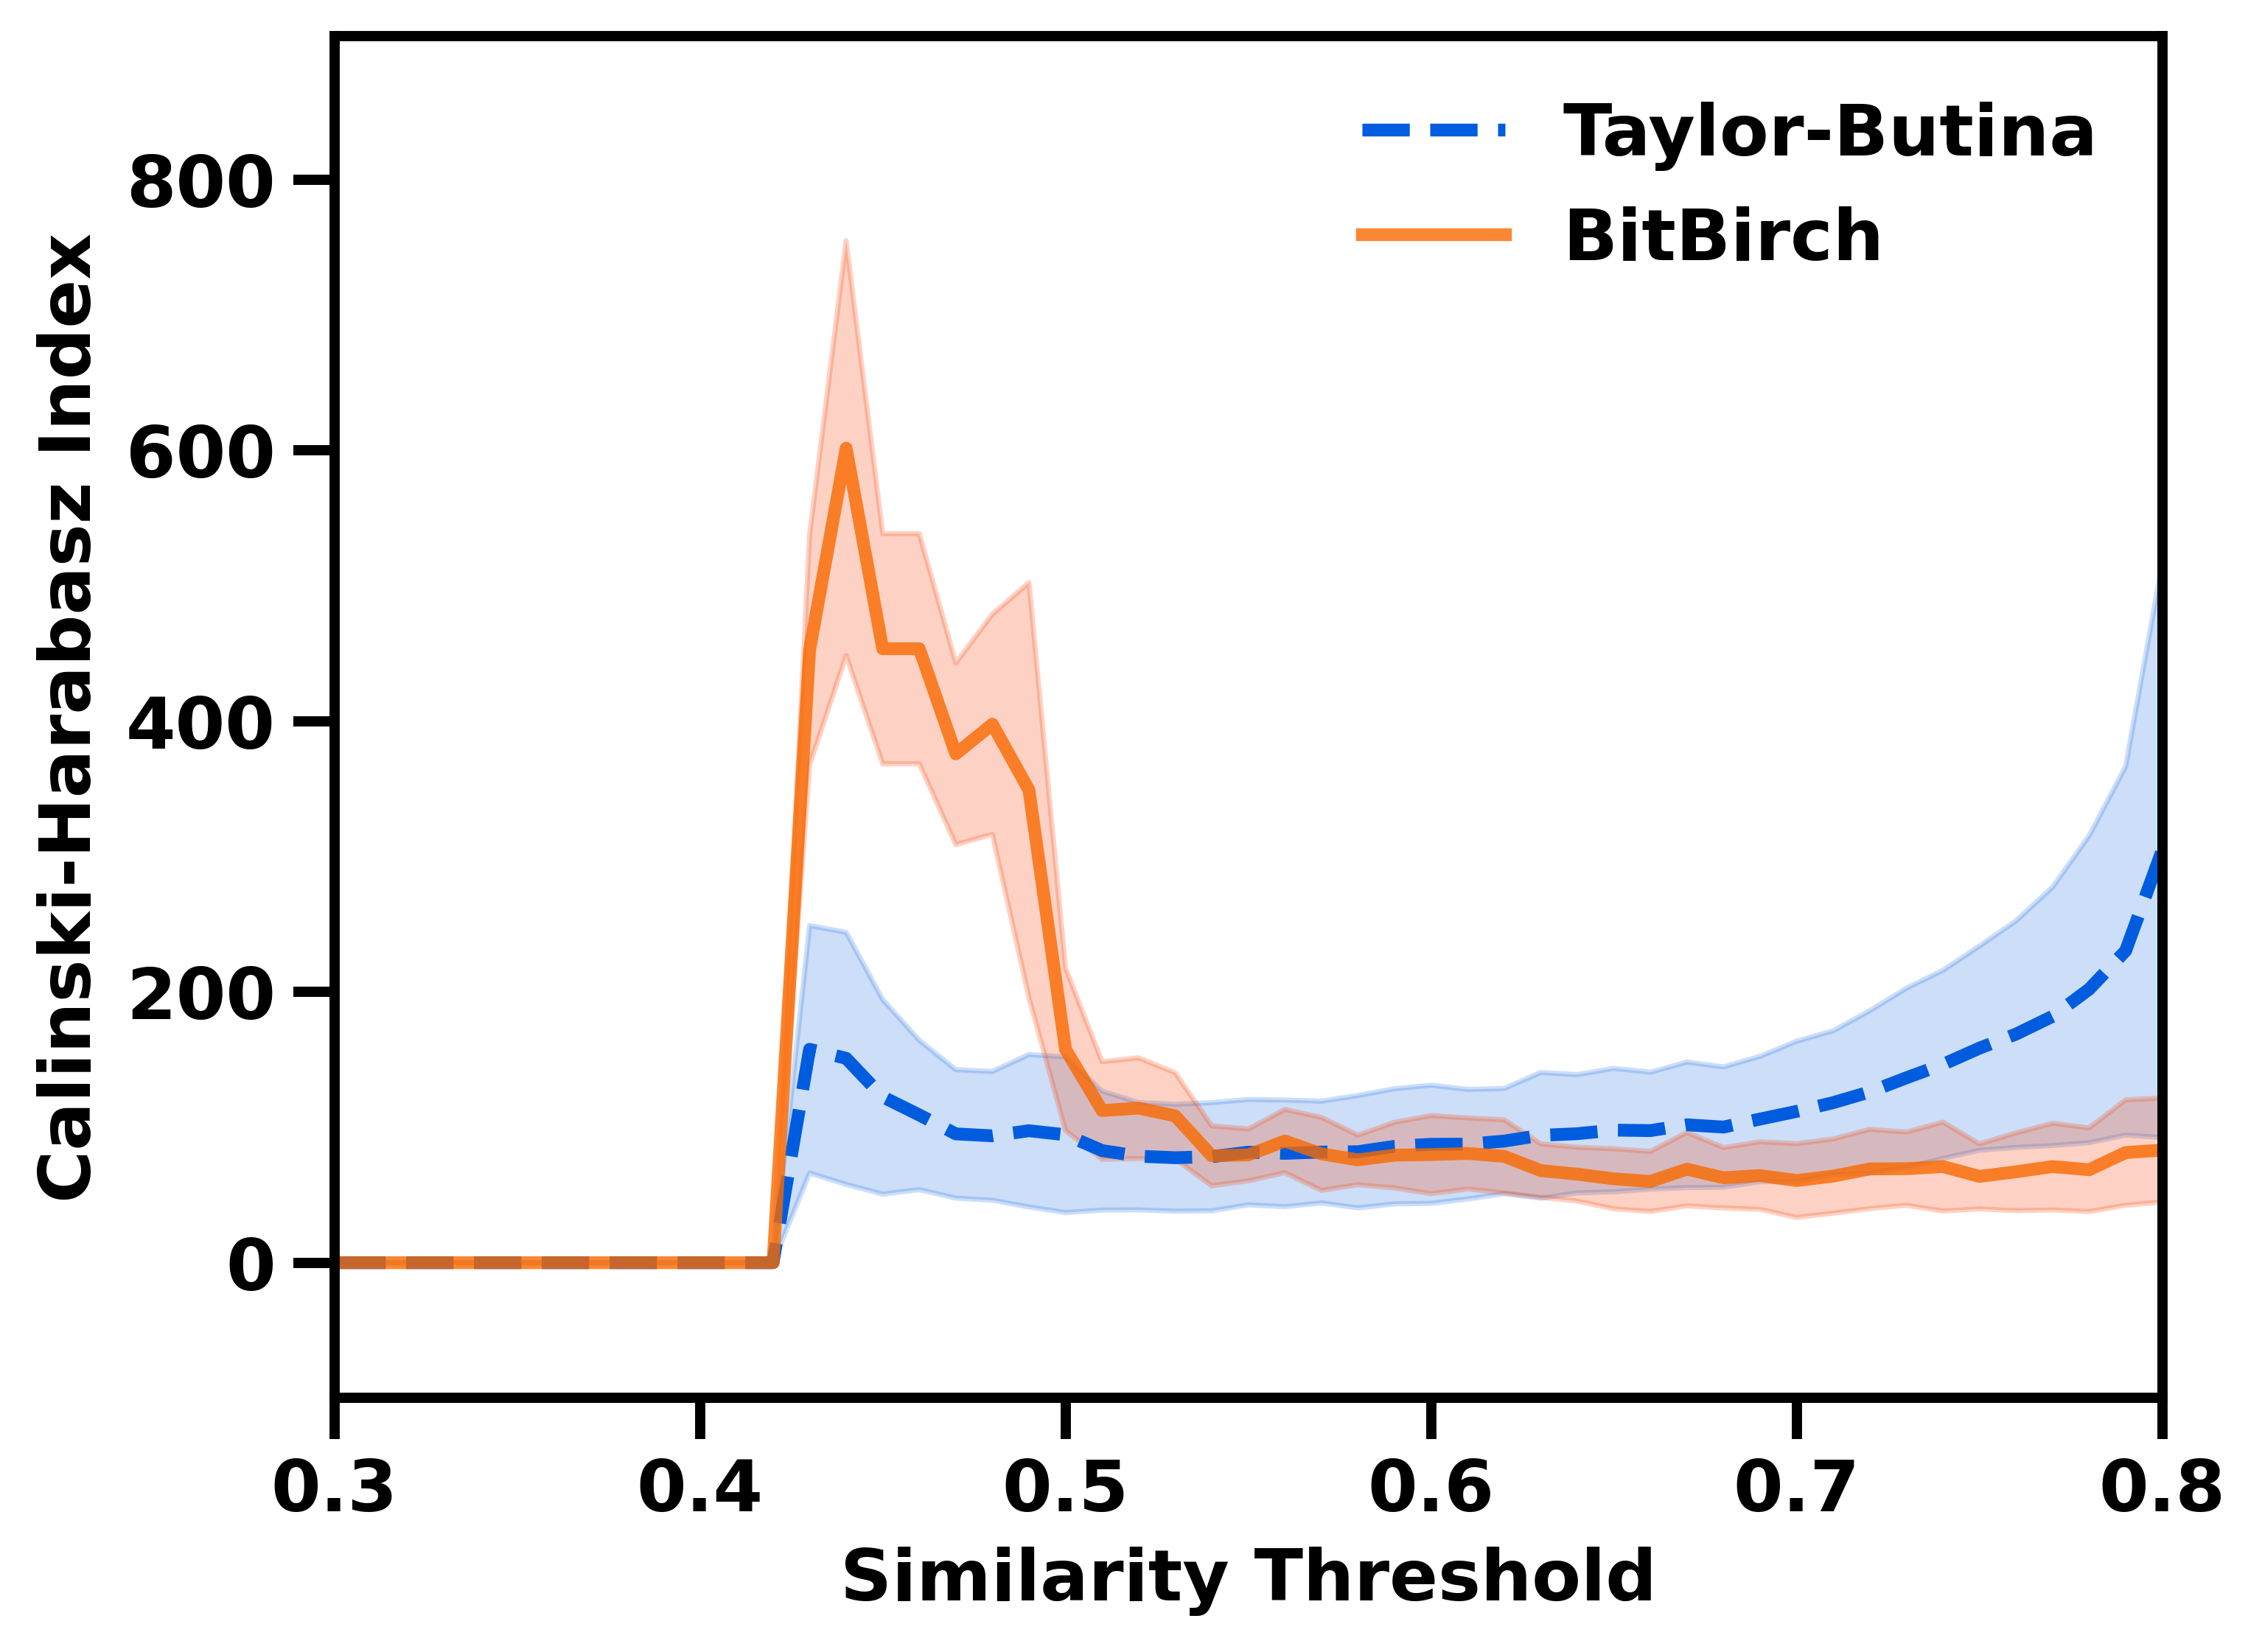 Taylor-Butina
BitBirch
Calinski-Harabasz Index
800
600
400
200
0
0.3 0.4 0.5 0.6 0.7 0.8
Similarity Threshold